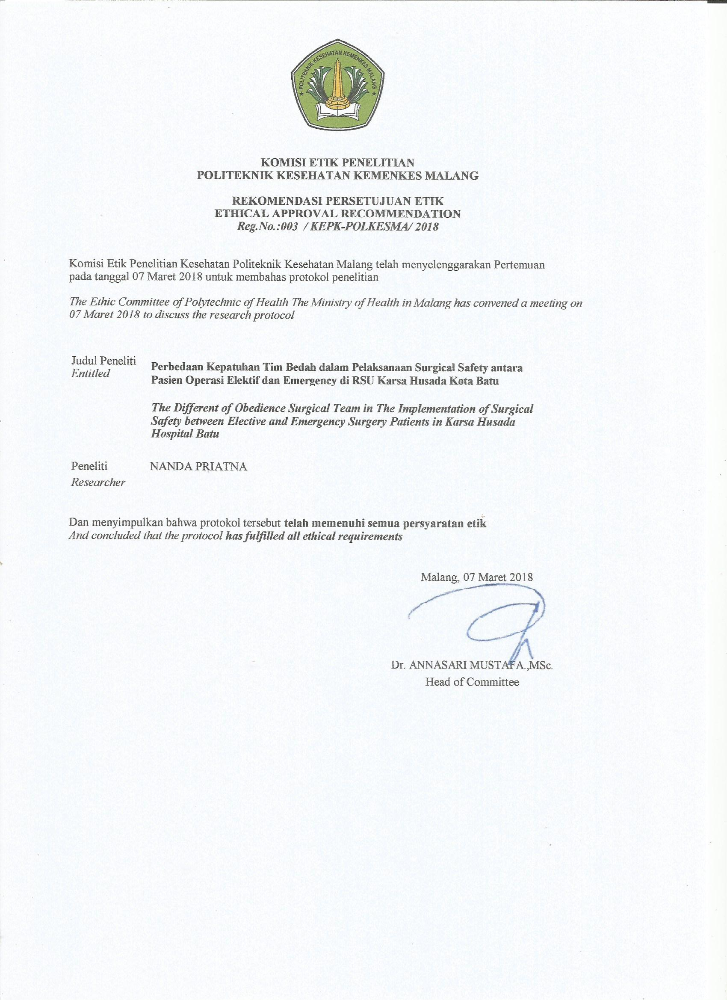 POLITEKNIK KESEHATAN KEMENKES MALANG
KOMISI ETIK PENELITIAN
POLITEKNIK KESEHATAN KEMENKES MALANG
REKOMENDASI PERSETUJUAN ETIK
ETHICAL APPROVAL RECOMMENDATION
Reg.No.:003 / KEPK-POLKESMA/ 2018
Komisi Etik Penelitian Kesehatan Politeknik Kesehatan Malang telah menyelenggarakan Pertemuan
pada tanggal 07 Maret 2018 untuk membahas protokol penelitian
The Ethic Committee of Polytechnic of Health The Ministry of Health in Malang has convened a meeting on
07 Maret 2018 to discuss the research protocol
Judul Peneliti
Entitled
Perbedaan Kepatuhan Tim Bedah dalam Pelaksanaan Surgical Safety antara
Pasien Operasi Elektif dan Emergency di RSU Karsa Husada Kota Batu
The Different of Obedience Surgical Team in The Implementation of Surgical
Safety between Elective and Emergency Surgery Patients in Karsa Husada
Hospital Batu
Peneliti NANDA PRIATNA
Researcher
Dan menyimpulkan bahwa protokol tersebut telah memenuhi semua persyaratan etik
And concluded that the protocol has fulfilled all ethical requirements
Malang, 07 Maret 2018
Dr. ANNASARI MUSTAFA.,MSc.
Head of Committee